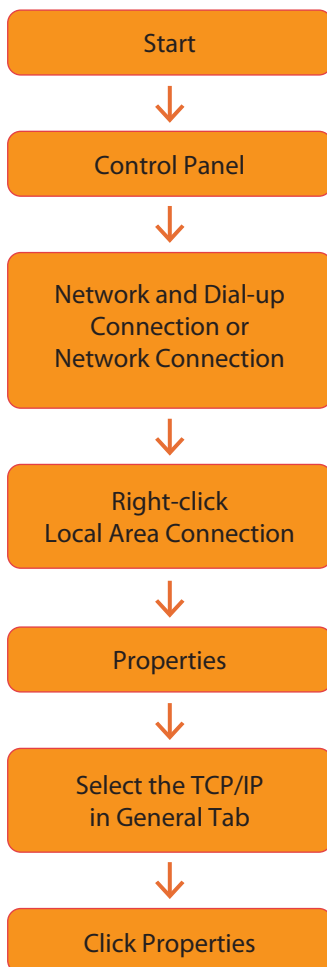 Start
Control Panel
Network and Dial-up
Connection or
Network Connection
Right-click
Local Area Connection
Properties
Select the TCP/IP
in General Tab
Click Properties